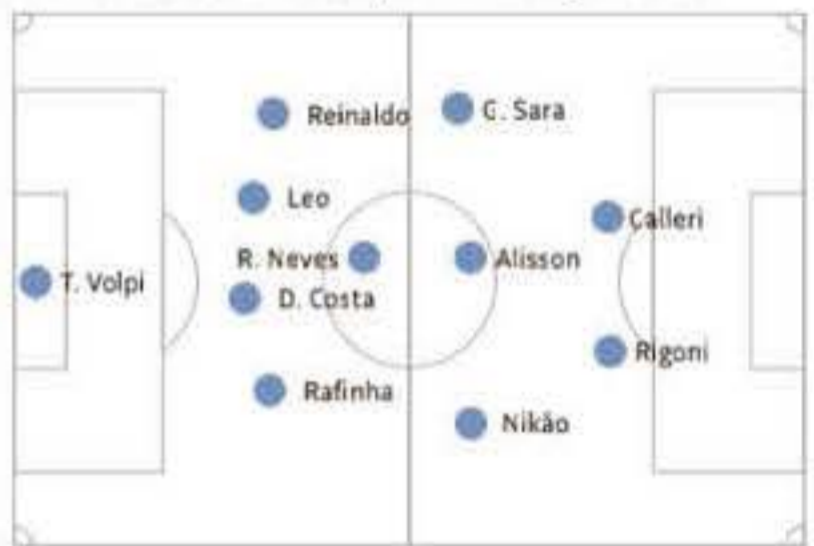 Reinaldo
G. Sara
Leo
Calleri
R. Neves
Alisson
T. Volpi
D. Costa
Rigoni
Rafinha
Nikão